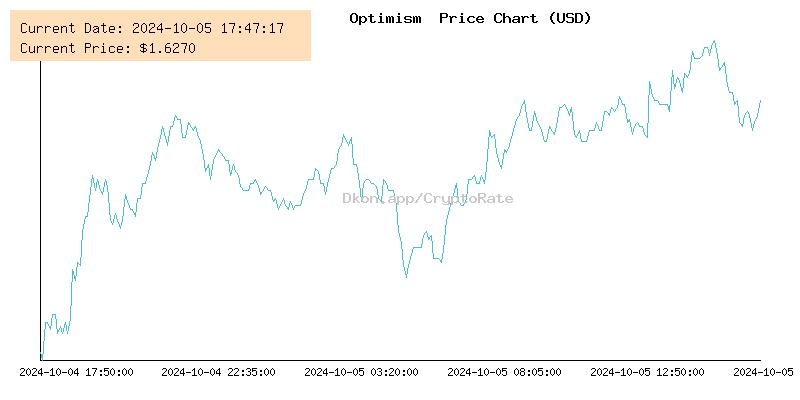 Optimism Price Chart (USD)
Current Date: 2024-10-05 17:47:17
Current Price: $1.6270
Dkon.app/CryptoRate
2024-10-04 17:50:00 2024-10-04 22:35:00 2024-10-05 03:20:00 2024-10-05 08:05:00 2024-10-05 12:50:00 2024-10-05